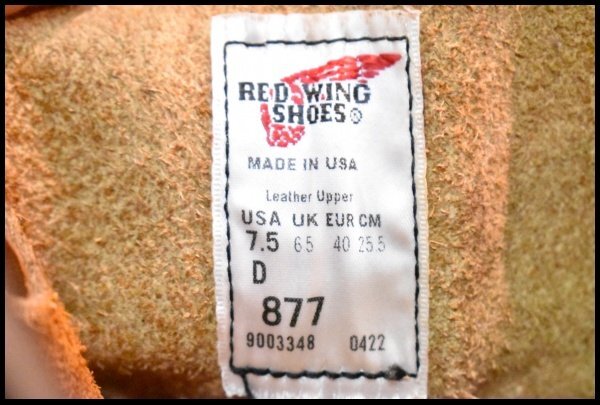 RED WING
SHOES®
MADE IN USA
Leather Upper
USA UK EUR CM
7.5 6.5 40 25.5
D
877
9003348 0422